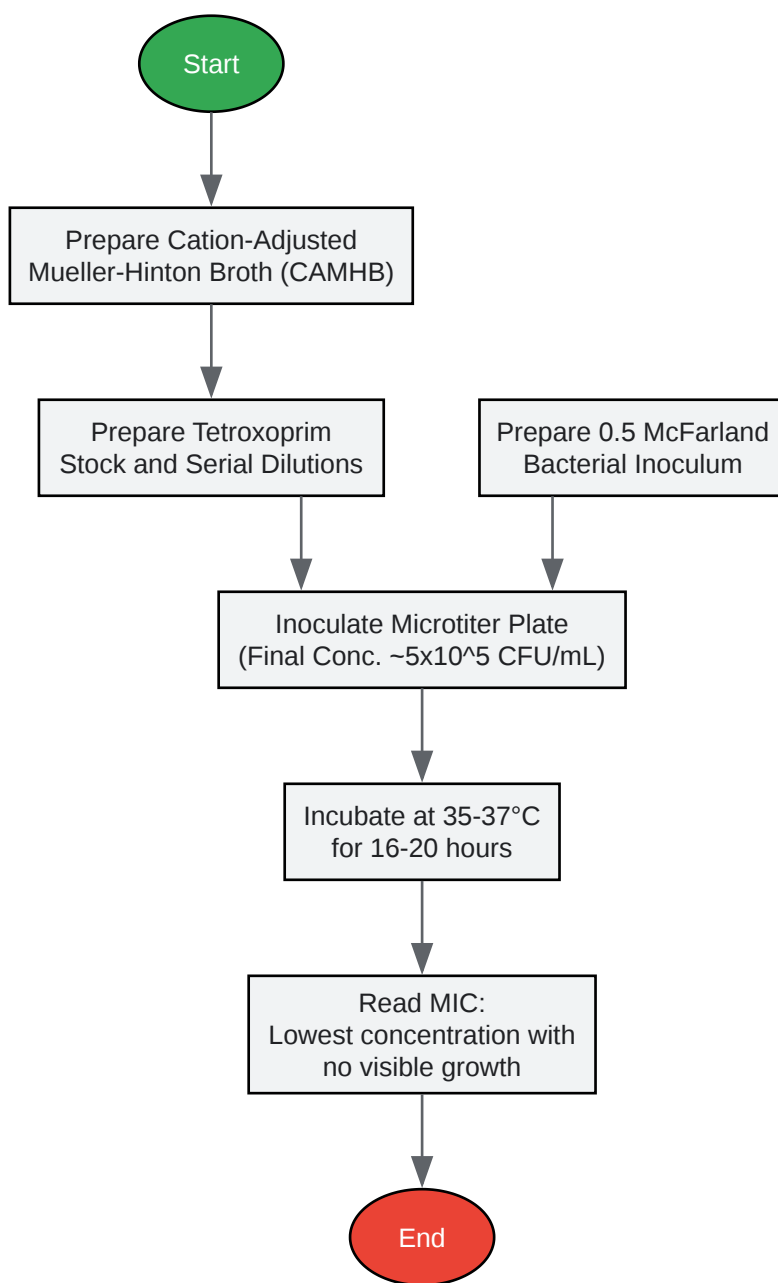 Start
Prepare Cation-Adjusted
Mueller-Hinton Broth (CAMHB)
Prepare Tetroxoprim
Stock and Serial Dilutions
Prepare 0.5 McFarland
Bacterial Inoculum
Inoculate Microtiter Plate
(Final Conc. ~5x10^5 CFU/mL)
Incubate at 35-37°C
for 16-20 hours
Read MIC:
Lowest concentration with
no visible growth
End